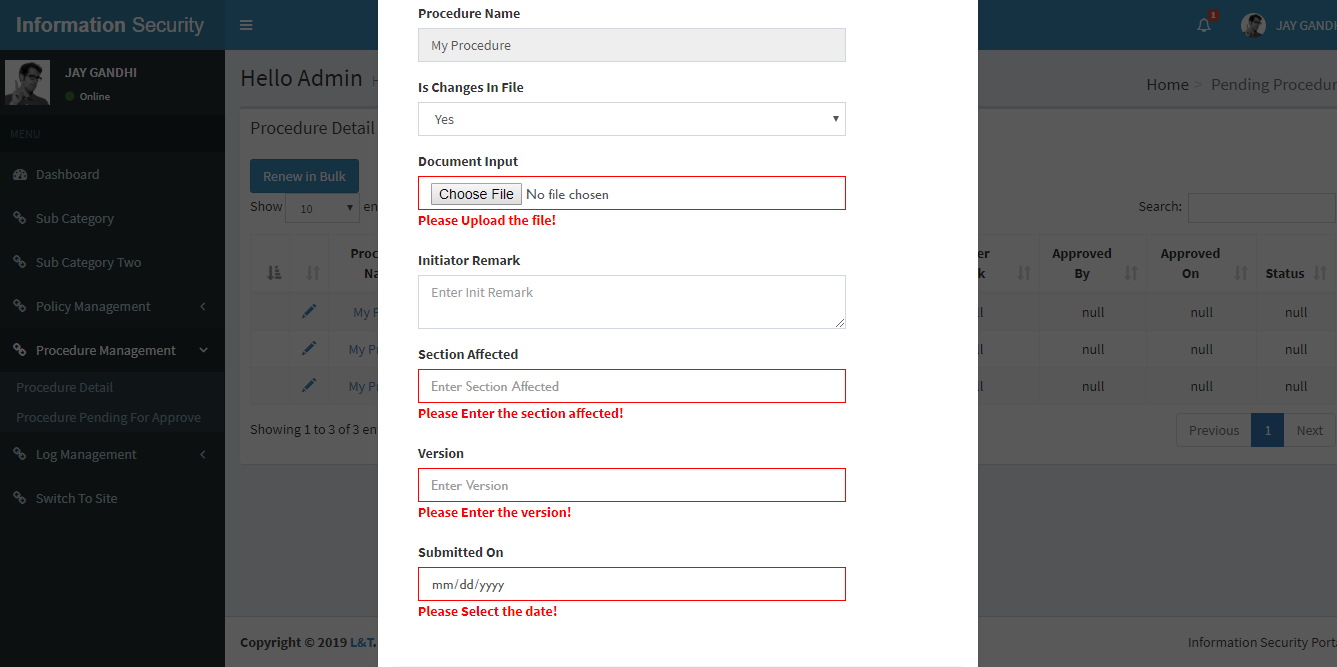 Information Security
1
JAY GANDH
JAY GANDHI
Online
MENU
Dashboard
Sub Category
Sub Category Two
Policy Management
Procedure Management
Procedure Detail
Procedure Pending For Approve
Log Management
Switch To Site
Hello Admin
Home > Pending Procedur
Procedure Detail
Renew in Bulk
Show 10 en
Search:
Proc
Na
er
k
Approved
By
Approved
On
Status
My P
ll null null null
My Pr
ll null null null
My P
ll null null null
Showing 1 to 3 of 3 en
Previous 1 Next
Copyright © 2019 L&T.
Information Security Port
Procedure Name
My Procedure
Is Changes In File
Yes
Document Input
Choose File No file chosen
Please Upload the file!
Initiator Remark
Enter Init Remark
Section Affected
Enter Section Affected
Please Enter the section affected!
Version
Enter Version
Please Enter the version!
Submitted On
mm/dd/yyyy
Please Select the date!